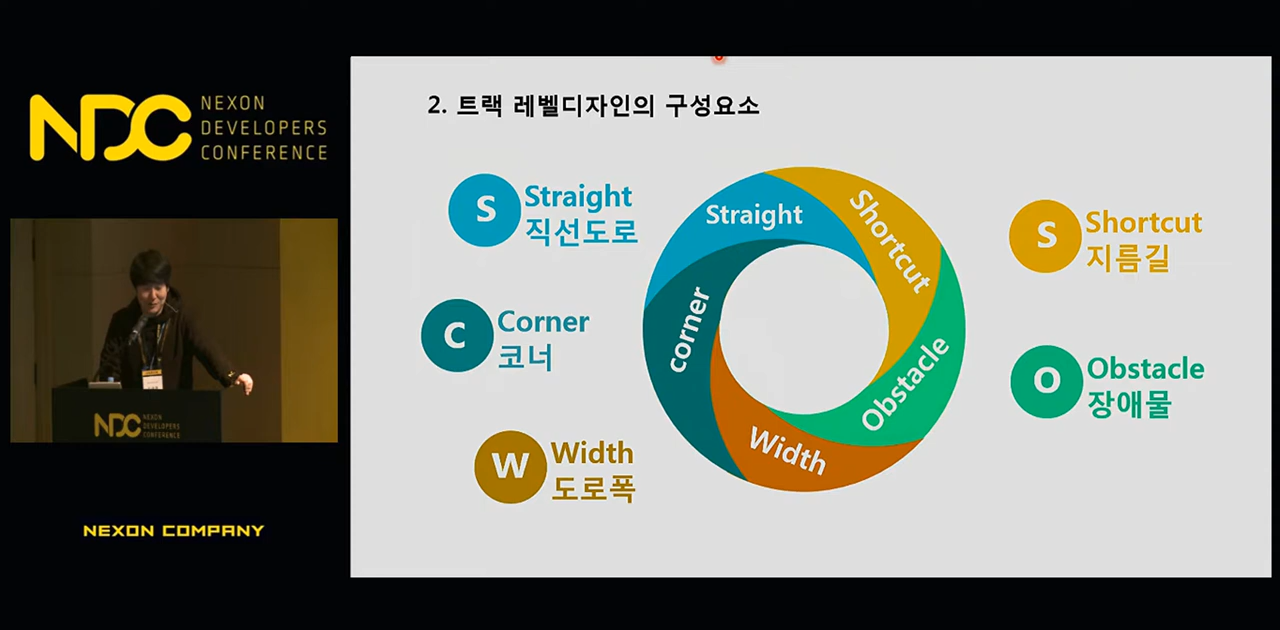 NDC
NEXON
DEVELOPERS
CONFERENCE
NDC
NEXON
DEVELOPERS
CONFERENCE
NEXON COMPANY
2. 트랙 레벨디자인의 구성요소
S
Straight
직선도로
C
Corner
코너
W
Width
도로폭
Straight
Shortcut
corner
Obstacle
Width
S
Shortcut
지름길
O
Obstacle
장애물